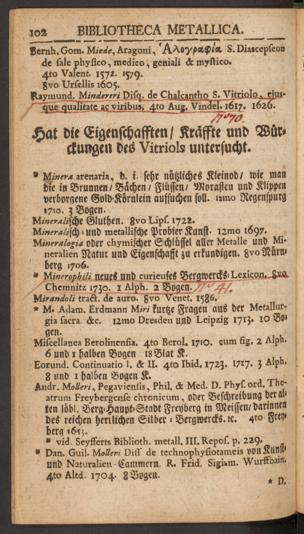 102 BIBLIOTHECA METALLICA.
Bernh. Gom. Miede, Aragoni, Ἀλογραφία S. Diascepseon
de sale physico, medico, geniali & mystico.
4to Valent. 1572. 1579.
8vo Ursellis 1605.
Raymund. Mindereri Disq. de Chalcantho S. Vitriolo, ejus-
que qualitate ac viribus, 4to Aug. Vindel. 1617. 1626.
Hat die Eigenschafften/ Kräffte und Wür-
ckungen des Vitriols untersucht.
* Minera arenaria, d. i. sehr nützliches Kleinod/ wie man
die in Brunnen/ Bächen/ Flüssen/ Morasten und Klippen
verborgene Gold-Körnlein aufsuchen soll. 12mo Regenspurg
1710. 3 Bogen.
Mineralische Gluthen. 8vo Lipf. 1722.
Mineralisch- und metallische Probier Kunst. 12mo 1697.
Mineralogia oder chymischer Schlüssel aller Metalle und Mi-
neralien Natur und Eigenschafft zu erkundigen. 8vo Nürn-
berg 1706.
* Minerophili neues und curieuses Bergwercks-Lexicon. 8vo
Chemnitz 1730. 1 Alph. 2 Bogen. No 41.
Mirandoli tract. de auro. 8vo Venet. 1586.
* M. Adam. Erdmann Miri kurtze Fragen aus der Metallur-
gia sacra &c. 12mo Dresden und Leipzig 1713. 10 Bo-
gen.
Miscellanea Berolinensia. 4to Berol. 1710. cum fig. 2 Alph.
6 und 1 halben Bogen 18 Blat K.
Eorund. Continuatio I. & II. 4to Ibid. 1723. 1717. 3 Alph.
8 und 1 halben Bogen K.
Andr. Molleri, Pegaviensis, Phil. & Med. D. Phys. ord, The-
atrum Freybergense chronicum, oder Beschreibung der al-
ten löbl. Berg-Haupt-Stadt Freyberg in Meissen/ darinnen
des reichen herrlichen Silber-Bergwercks. ꝛc. 4to Frey-
berg 1653.
* vid. Seyfferts Biblioth. metall, III. Repos. p. 229.
* Dan. Guil. Molleri Diss de technophysiotameis von Kunst-
und Naturalien-Cammern. R. Frid. Sigism. Wurffbain.
4to Altd. 1704. 8 Bogen.
* D.